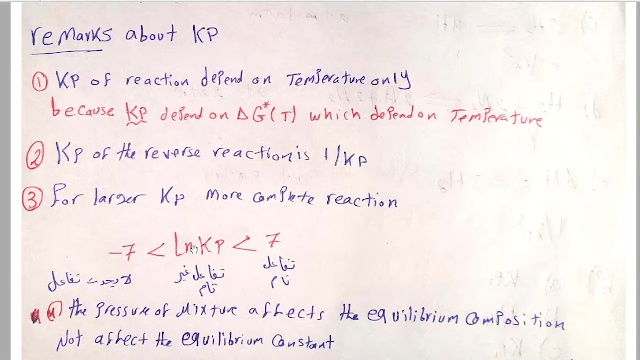 remarks about KP
① KP of reaction depend on Temperature only
because KP depend on ΔG*(T) which depend on Temperature
② KP of the reverse reaction is 1/KP
③ For larger Kp more complete reaction
-7 < Ln KP < 7
لا يحدث تفاعل تفاعل غير تام تفاعل تام
④ the pressure of Mixture affects the equilibrium composition
Not affect the equilibrium constant